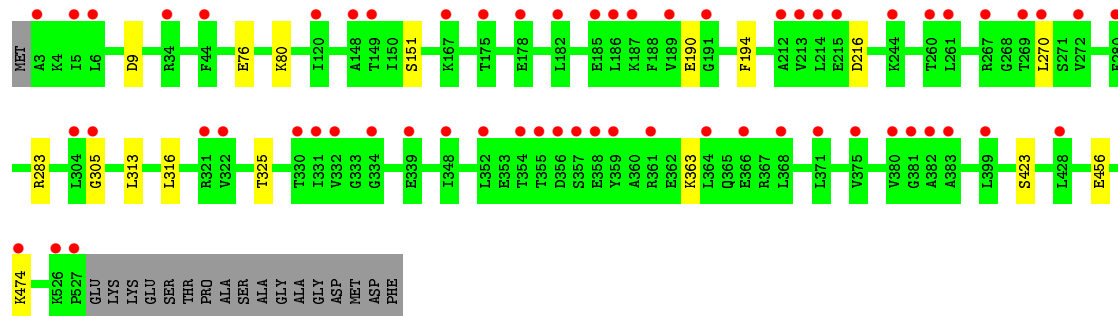 MET A3 K4 I5 L6 D9 R34 F44 E76 K80 I120 A148 T149 I150 S151 K167 T175 E178 L182 E185 L186 K187 F188 V189 E190 G191 F194 A212 V213 L214 E215 D216 K244 T260 L261 R267 G268 T269 L270 S271 V272
R283 L304 G305 L313 L316 R321 V322 T325 T330 I331 V332 G333 G334 E339 I348 L352 E353 T354 T355 D356 S357 E358 Y359 A360 R361 E362 K363 L364 Q365 E366 R367 L368 L371 V375 V380 G381 A382 A383 L399 S423 L428 E456
K474 K526 P527 GLU LYS LYS GLU SER THR PRO ALA SER ALA GLY ALA GLY ASP MET ASP PHE